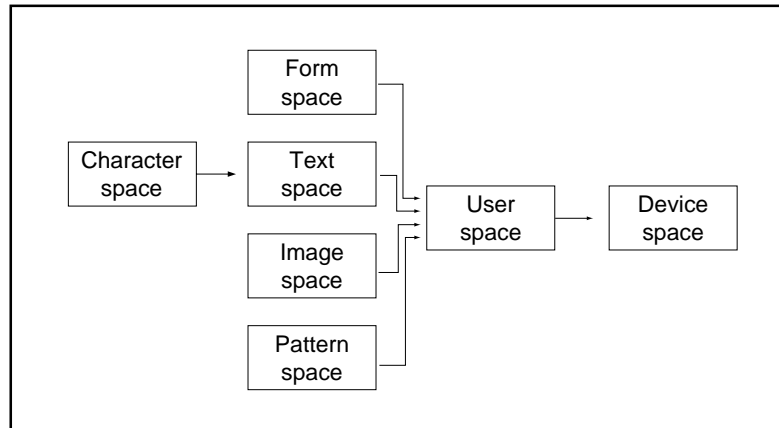 Form
space
Character
space
Text
space
User
space
Device
space
Image
space
Pattern
space